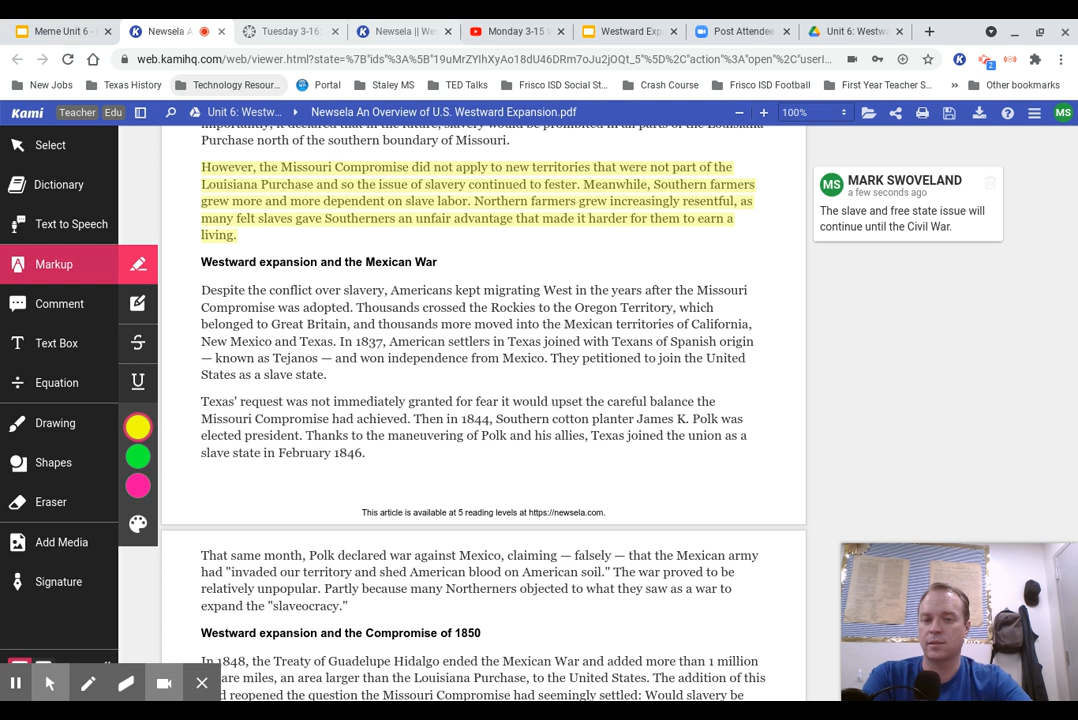 Meme Unit 6 -
Newsela A
Tuesday 3-16
Newsela || We
Monday 3-15 W
Westward Exp
Post Attendee
Unit 6: Westwa
web.kamihq.com/web/viewer.html?state=%7B"ids"%3A%5B"19uMrZYlhXyAo18dU46DRm7oJu2jOQt_5"%5D%2C"action"%3A"open"%2C"userI...
2
New Jobs
Texas History
Technology Resour...
Portal
Staley MS
TED Talks
Frisco ISD Social St...
Crash Course
Frisco ISD Football
First Year Teacher S...
»
Other bookmarks
Kami
Teacher
Edu
Unit 6: Westw...
Newsela An Overview of U.S. Westward Expansion.pdf
100%
MS
Select
Dictionary
Text to Speech
Markup
Comment
Text Box
Equation
Drawing
Shapes
Eraser
Add Media
Signature
importantly, it declared that in the future, slavery would be prohibited in all parts of the Louisiana
Purchase north of the southern boundary of Missouri.
However, the Missouri Compromise did not apply to new territories that were not part of the
Louisiana Purchase and so the issue of slavery continued to fester. Meanwhile, Southern farmers
grew more and more dependent on slave labor. Northern farmers grew increasingly resentful, as
many felt slaves gave Southerners an unfair advantage that made it harder for them to earn a
living.
Westward expansion and the Mexican War
Despite the conflict over slavery, Americans kept migrating West in the years after the Missouri
Compromise was adopted. Thousands crossed the Rockies to the Oregon Territory, which
belonged to Great Britain, and thousands more moved into the Mexican territories of California,
New Mexico and Texas. In 1837, American settlers in Texas joined with Texans of Spanish origin
— known as Tejanos — and won independence from Mexico. They petitioned to join the United
States as a slave state.
Texas' request was not immediately granted for fear it would upset the careful balance the
Missouri Compromise had achieved. Then in 1844, Southern cotton planter James K. Polk was
elected president. Thanks to the maneuvering of Polk and his allies, Texas joined the union as a
slave state in February 1846.
This article is available at 5 reading levels at https://newsela.com.
That same month, Polk declared war against Mexico, claiming — falsely — that the Mexican army
had "invaded our territory and shed American blood on American soil." The war proved to be
relatively unpopular. Partly because many Northerners objected to what they saw as a war to
expand the "slaveocracy."
Westward expansion and the Compromise of 1850
In 1848, the Treaty of Guadelupe Hidalgo ended the Mexican War and added more than 1 million
are miles, an area larger than the Louisiana Purchase, to the United States. The addition of this
reopened the question the Missouri Compromise had seemingly settled: Would slavery be
MS
MARK SWOVELAND
a few seconds ago
The slave and free state issue will
continue until the Civil War.